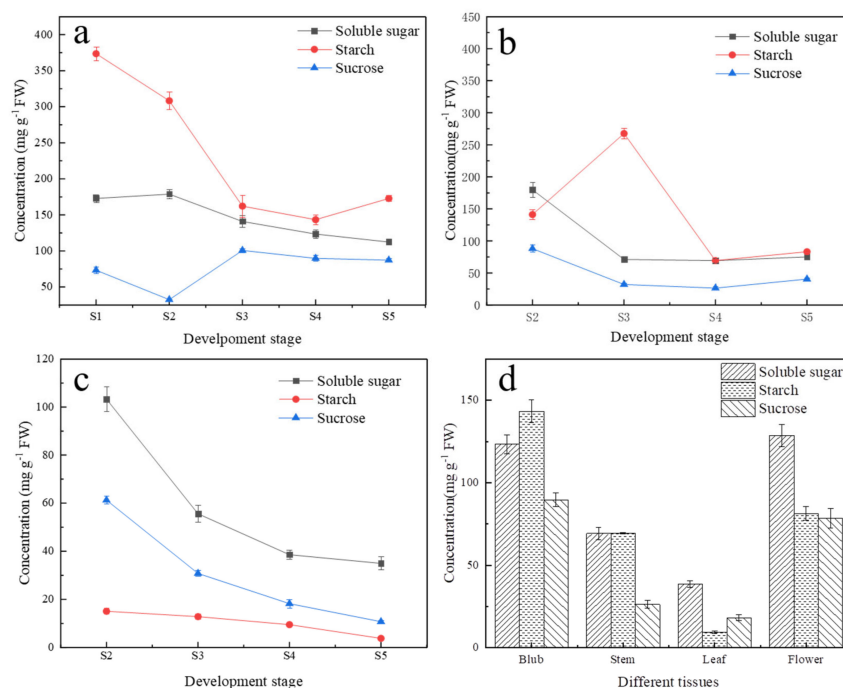 a
Soluble sugar
Starch
Sucrose
400
350
300
250
200
150
100
50
Concentration (mg g⁻¹ FW)
S1 S2 S3 S4 S5
Develpoment stage
b
Soluble sugar
Starch
Sucrose
450
400
350
300
250
200
150
100
50
0
Concentration(mg g⁻¹ FW)
S2 S3 S4 S5
Development stage
c
Soluble sugar
Starch
Sucrose
120
100
80
60
40
20
0
Concentration (mg g⁻¹ FW)
S2 S3 S4 S5
Development stage
d
Soluble sugar
Starch
Sucrose
150
100
50
0
Concentration(mg g⁻¹ FW)
Blub Stem Leaf Flower
Different tissues